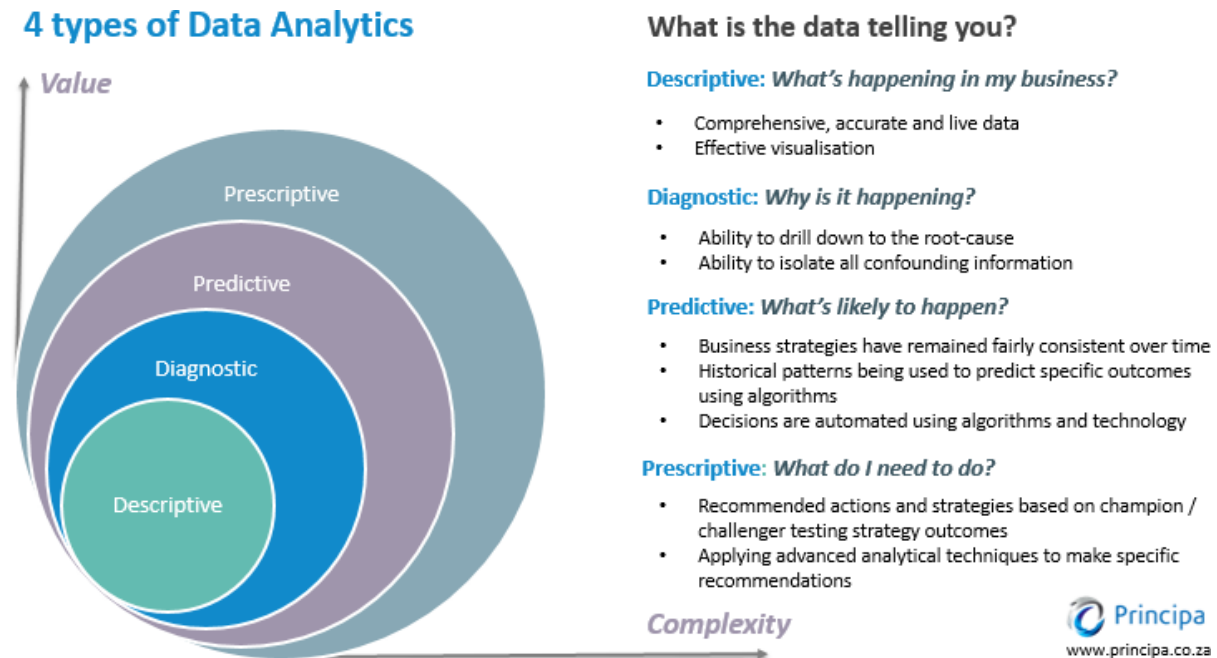 4 types of Data Analytics
Value
Prescriptive
Predictive
Diagnostic
Descriptive
Complexity
What is the data telling you?
Descriptive: What's happening in my business?
• Comprehensive, accurate and live data
• Effective visualisation
Diagnostic: Why is it happening?
• Ability to drill down to the root-cause
• Ability to isolate all confounding information
Predictive: What's likely to happen?
• Business strategies have remained fairly consistent over time
• Historical patterns being used to predict specific outcomes
using algorithms
• Decisions are automated using algorithms and technology
Prescriptive: What do I need to do?
• Recommended actions and strategies based on champion /
challenger testing strategy outcomes
• Applying advanced analytical techniques to make specific
recommendations
Principa
www.principa.co.za